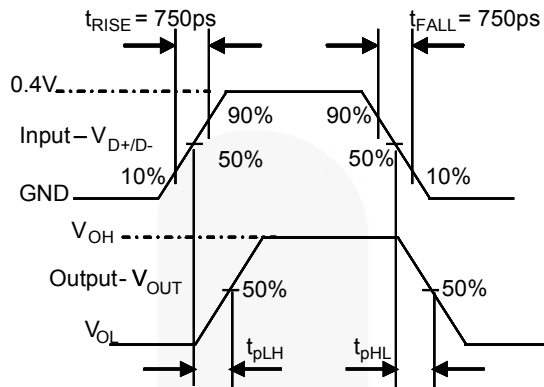 tRISE = 750ps
tFALL = 750ps
0.4V
90%
90%
Input – VD+/D-
50%
50%
10%
10%
GND
VOH
Output- VOUT
50%
50%
VOL
tpLH
tpHL